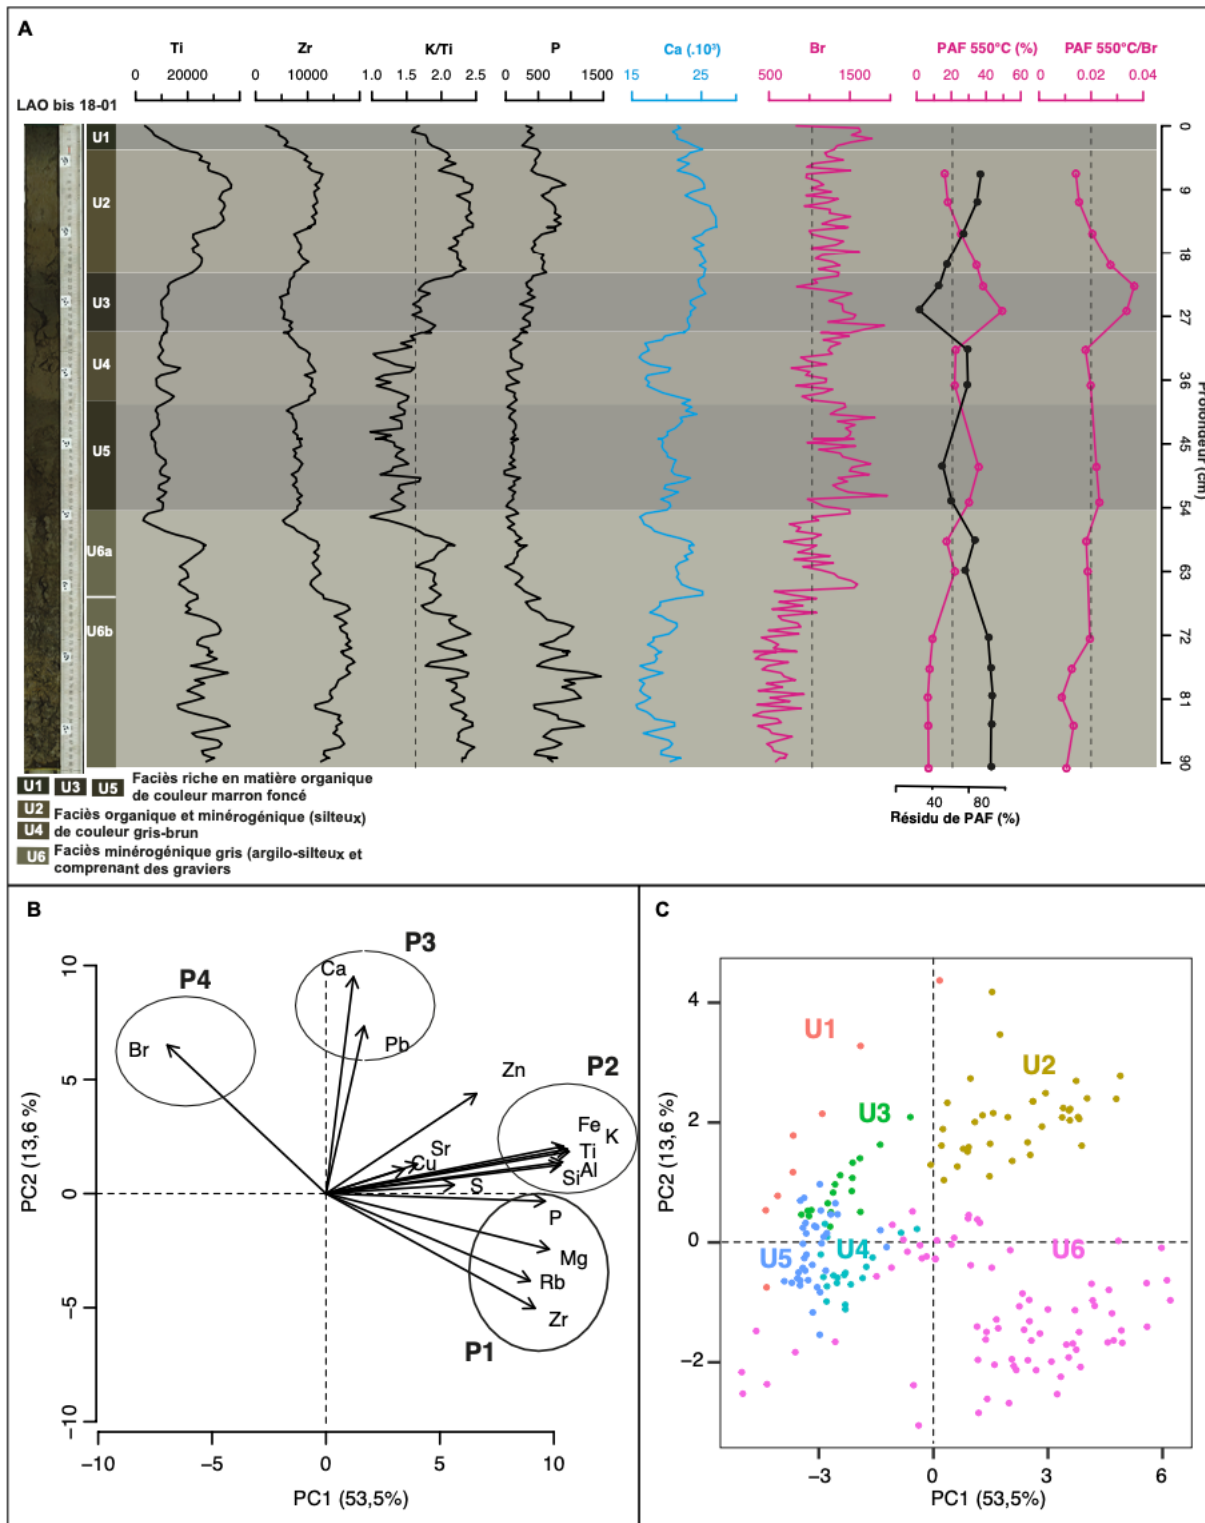 A
Ti Zr K/Ti P Ca (.10³) Br PAF 550°C (%) PAF 550°C/Br
0 20000 0 10000 1.0 1.5 2.0 2.5 0 500 1500 15 25 500 1500 0 20 40 60 0 0.02 0.04
LAO bis 18-01
U1
U2
U3
U4
U5
U6a
U6b
0
9
18
27
36
45
54
63
72
81
90
Profondeur (cm)
40 80
Résidu de PAF (%)
U1 U3 U5 Faciès riche en matière organique
de couleur marron foncé
U2 Faciès organique et minérogénique (silteux)
U4 de couleur gris-brun
U6 Faciès minérogénique gris (argilo-silteux et
comprenant des graviers
B
P3
Ca
P4
Br
Pb
Zn
P2
Fe
K
Ti
Sr
Cu
Al
Si
S
P
Mg
Rb
Zr
P1
10
5
0
−5
−10
PC2 (13,6 %)
−10 −5 0 5 10
PC1 (53,5%)
C
U1
U2
U3
U4
U5
U6
4
2
0
−2
PC2 (13,6 %)
−3 0 3 6
PC1 (53,5%)